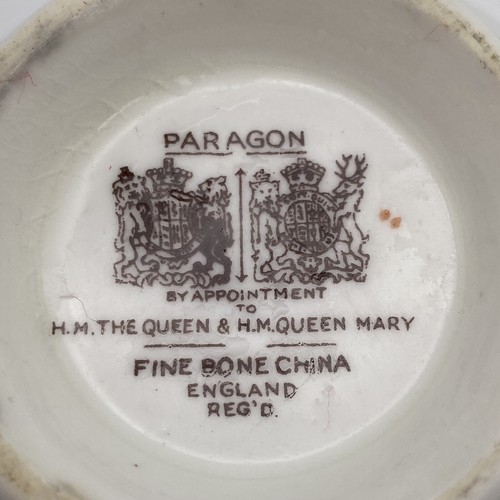 PARAGON
BY APPOINTMENT
TO
H.M. THE QUEEN & H.M. QUEEN MARY
FINE BONE CHINA
ENGLAND
REG'D.